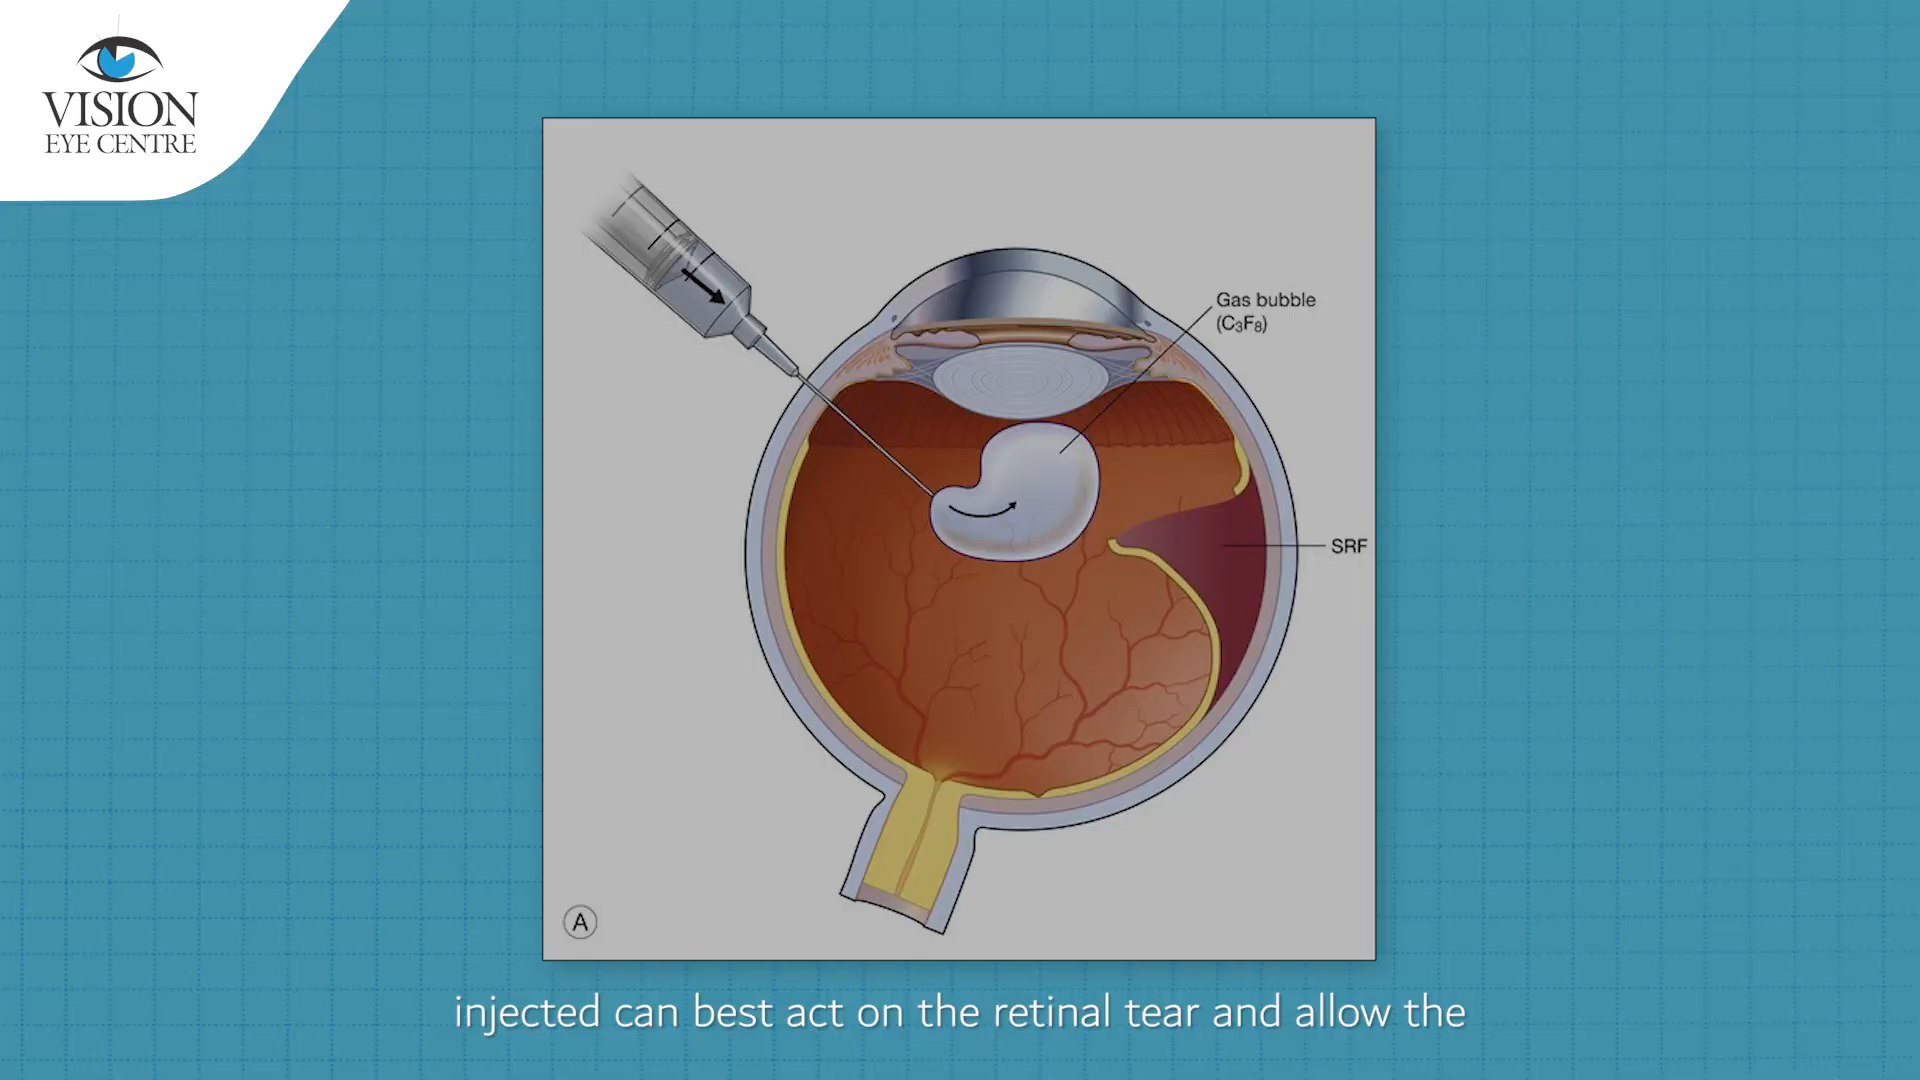 VISION
EYE CENTRE
Gas bubble
(C₃F₈)
SRF
A
injected can best act on the retinal tear and allow the